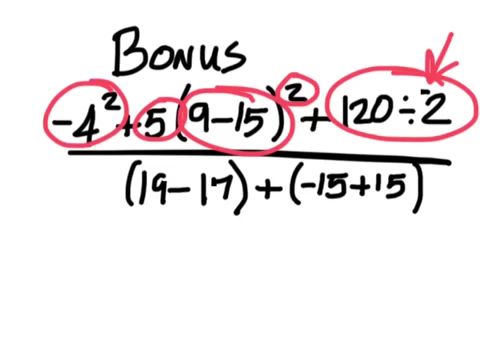 Bonus
-4² + 5(9-15)² + 120÷-2
(19-17)+(-15+15)